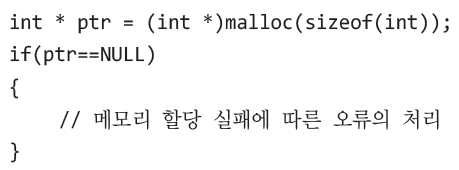 int * ptr = (int *)malloc(sizeof(int));
if(ptr==NULL)
{
    // 메모리 할당 실패에 따른 오류의 처리
}